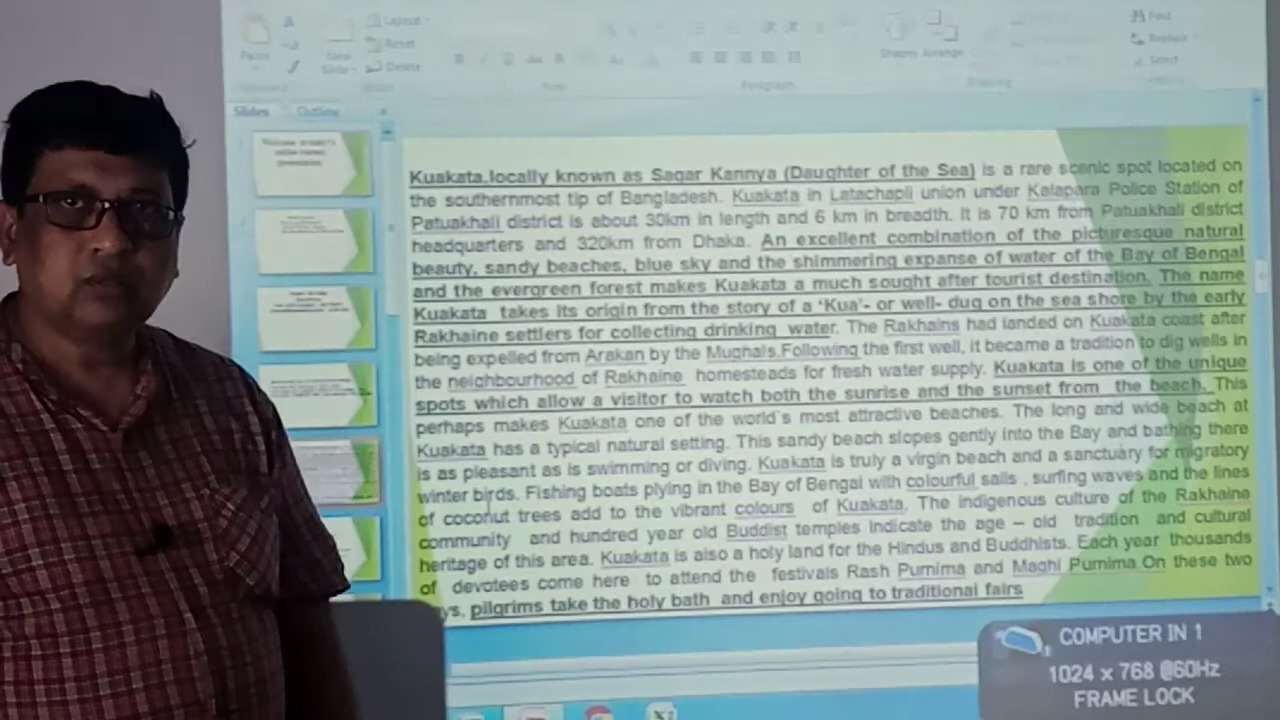 Layout
Reset
Delete
Paste
New
Slide
Shapes Arrange
Find
Replace
Select
Paragraph
Drawing
Slides Outline
Kuakata,locally known as Sagar Kannya (Daughter of the Sea) is a rare scenic spot located on
the southernmost tip of Bangladesh. Kuakata in Latachapli union under Kalapara Police Station of
Patuakhali district is about 30km in length and 6 km in breadth. It is 70 km from Patuakhali district
headquarters and 320km from Dhaka. An excellent combination of the picturesque natural
beauty, sandy beaches, blue sky and the shimmering expanse of water of the Bay of Bengal
and the evergreen forest makes Kuakata a much sought after tourist destination. The name
Kuakata takes its origin from the story of a 'Kua'- or well- dug on the sea shore by the early
Rakhaine settlers for collecting drinking water. The Rakhains had landed on Kuakata coast after
being expelled from Arakan by the Mughals.Following the first well, it became a tradition to dig wells in
the neighbourhood of Rakhaine homesteads for fresh water supply. Kuakata is one of the unique
spots which allow a visitor to watch both the sunrise and the sunset from the beach. This
perhaps makes Kuakata one of the world`s most attractive beaches. The long and wide beach at
Kuakata has a typical natural setting. This sandy beach slopes gently into the Bay and bathing there
is as pleasant as is swimming or diving. Kuakata is truly a virgin beach and a sanctuary for migratory
winter birds. Fishing boats plying in the Bay of Bengal with colourful sails , surfing waves and the lines
of coconut trees add to the vibrant colours of Kuakata. The indigenous culture of the Rakhaine
community and hundred year old Buddist temples indicate the age – old tradition and cultural
heritage of this area. Kuakata is also a holy land for the Hindus and Buddhists. Each year thousands
of devotees come here to attend the festivals Rash Purnima and Maghi Purnima.On these two
ys, pilgrims take the holy bath and enjoy going to traditional fairs
COMPUTER IN 1
1024 x 768 @60Hz
FRAME LOCK